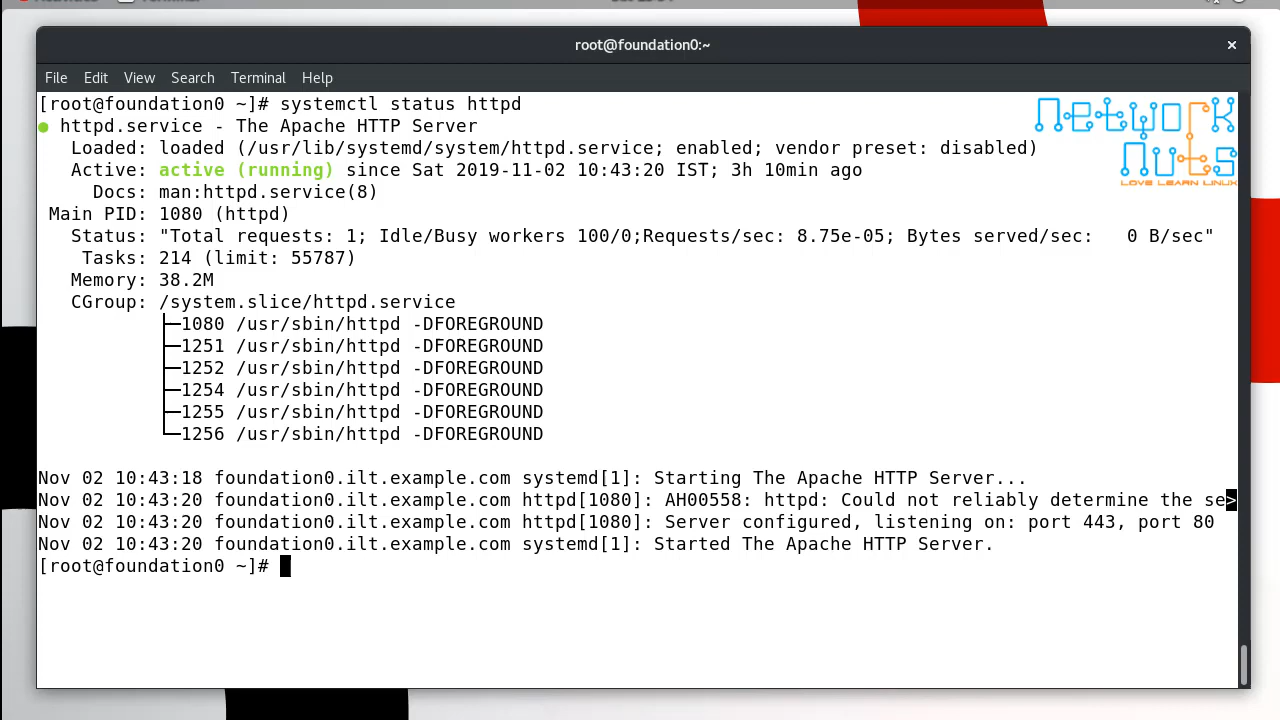 root@foundation0:~
×
File Edit View Search Terminal Help
[root@foundation0 ~]# systemctl status httpd
● httpd.service - The Apache HTTP Server
Loaded: loaded (/usr/lib/systemd/system/httpd.service; enabled; vendor preset: disabled)
Active: active (running) since Sat 2019-11-02 10:43:20 IST; 3h 10min ago
Docs: man:httpd.service(8)
Main PID: 1080 (httpd)
Status: "Total requests: 1; Idle/Busy workers 100/0;Requests/sec: 8.75e-05; Bytes served/sec:   0 B/sec"
Tasks: 214 (limit: 55787)
Memory: 38.2M
CGroup: /system.slice/httpd.service
├─1080 /usr/sbin/httpd -DFOREGROUND
├─1251 /usr/sbin/httpd -DFOREGROUND
├─1252 /usr/sbin/httpd -DFOREGROUND
├─1254 /usr/sbin/httpd -DFOREGROUND
├─1255 /usr/sbin/httpd -DFOREGROUND
└─1256 /usr/sbin/httpd -DFOREGROUND
Nov 02 10:43:18 foundation0.ilt.example.com systemd[1]: Starting The Apache HTTP Server...
Nov 02 10:43:20 foundation0.ilt.example.com httpd[1080]: AH00558: httpd: Could not reliably determine the se>
Nov 02 10:43:20 foundation0.ilt.example.com httpd[1080]: Server configured, listening on: port 443, port 80
Nov 02 10:43:20 foundation0.ilt.example.com systemd[1]: Started The Apache HTTP Server.
[root@foundation0 ~]#
Network
Nuts
LOVE LEARN LINUX